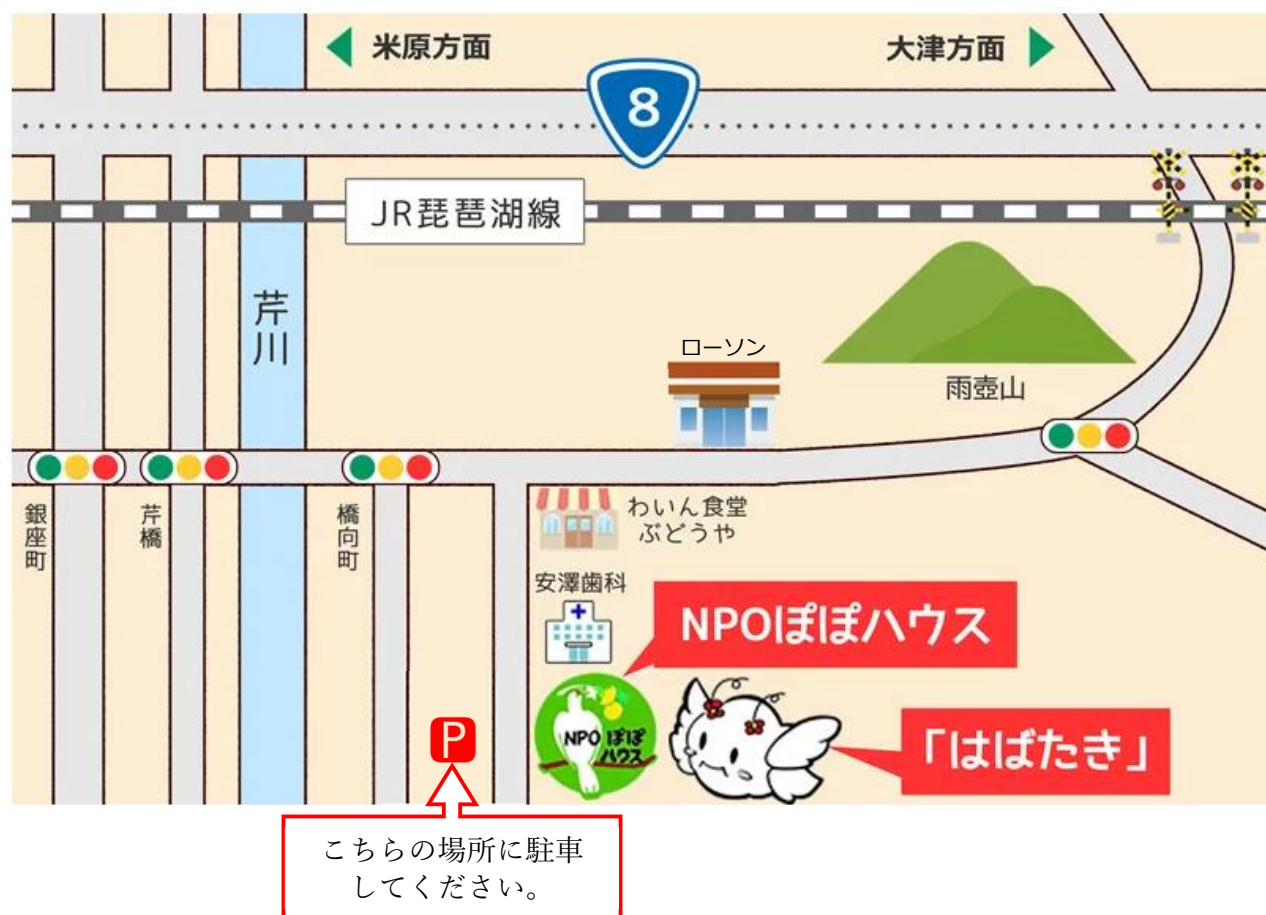 米原方面
大津方面
8
JR琵琶湖線
芹川
ローソン
雨壺山
銀座町
芹橋
橋向町
わいん食堂
ぶどうや
安澤歯科
NPOぽぽハウス
NPO ぽぽ
ハウス
「はばたき」
P
こちらの場所に駐車
してください。